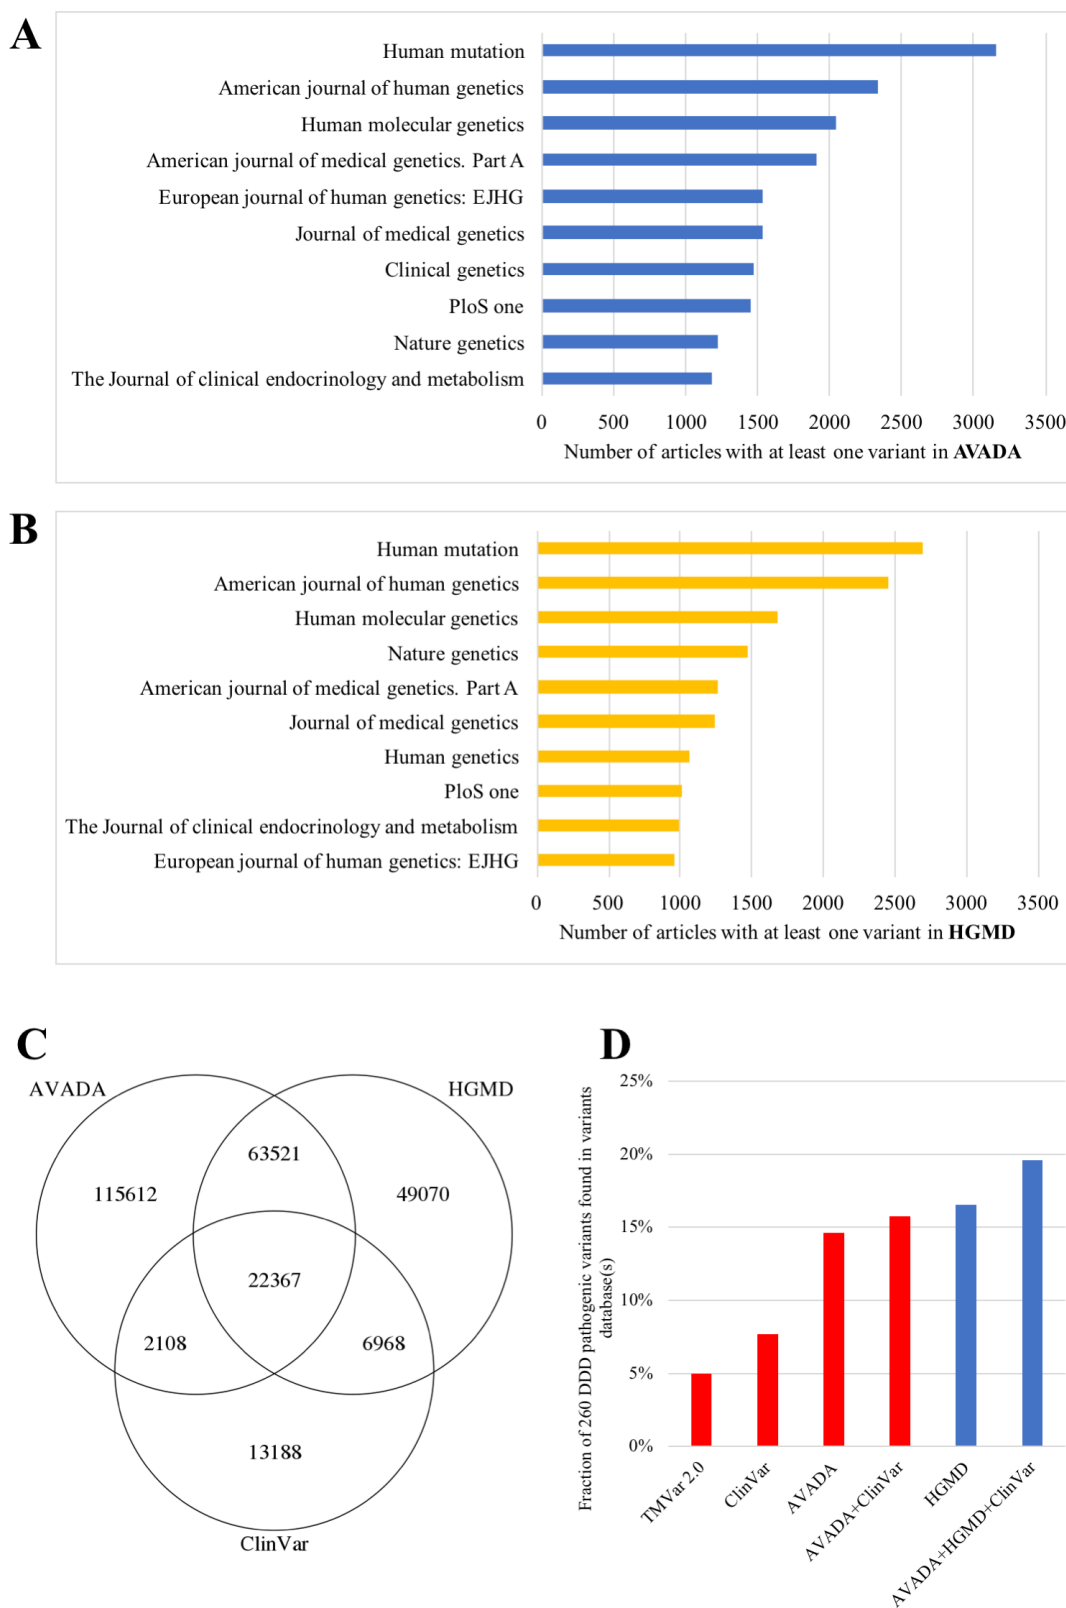 A
Human mutation
American journal of human genetics
Human molecular genetics
American journal of medical genetics. Part A
European journal of human genetics: EJHG
Journal of medical genetics
Clinical genetics
PloS one
Nature genetics
The Journal of clinical endocrinology and metabolism
0 500 1000 1500 2000 2500 3000 3500
Number of articles with at least one variant in AVADA
B
Human mutation
American journal of human genetics
Human molecular genetics
Nature genetics
American journal of medical genetics. Part A
Journal of medical genetics
Human genetics
PloS one
The Journal of clinical endocrinology and metabolism
European journal of human genetics: EJHG
0 500 1000 1500 2000 2500 3000 3500
Number of articles with at least one variant in HGMD
C
AVADA
HGMD
63521
115612
49070
22367
2108
6968
13188
ClinVar
D
Fraction of 260 DDD pathogenic variants found in variants
database(s)
25%
20%
15%
10%
5%
0%
TMVar 2.0
ClinVar
AVADA
AVADA+ClinVar
HGMD
AVADA+HGMD+ClinVar